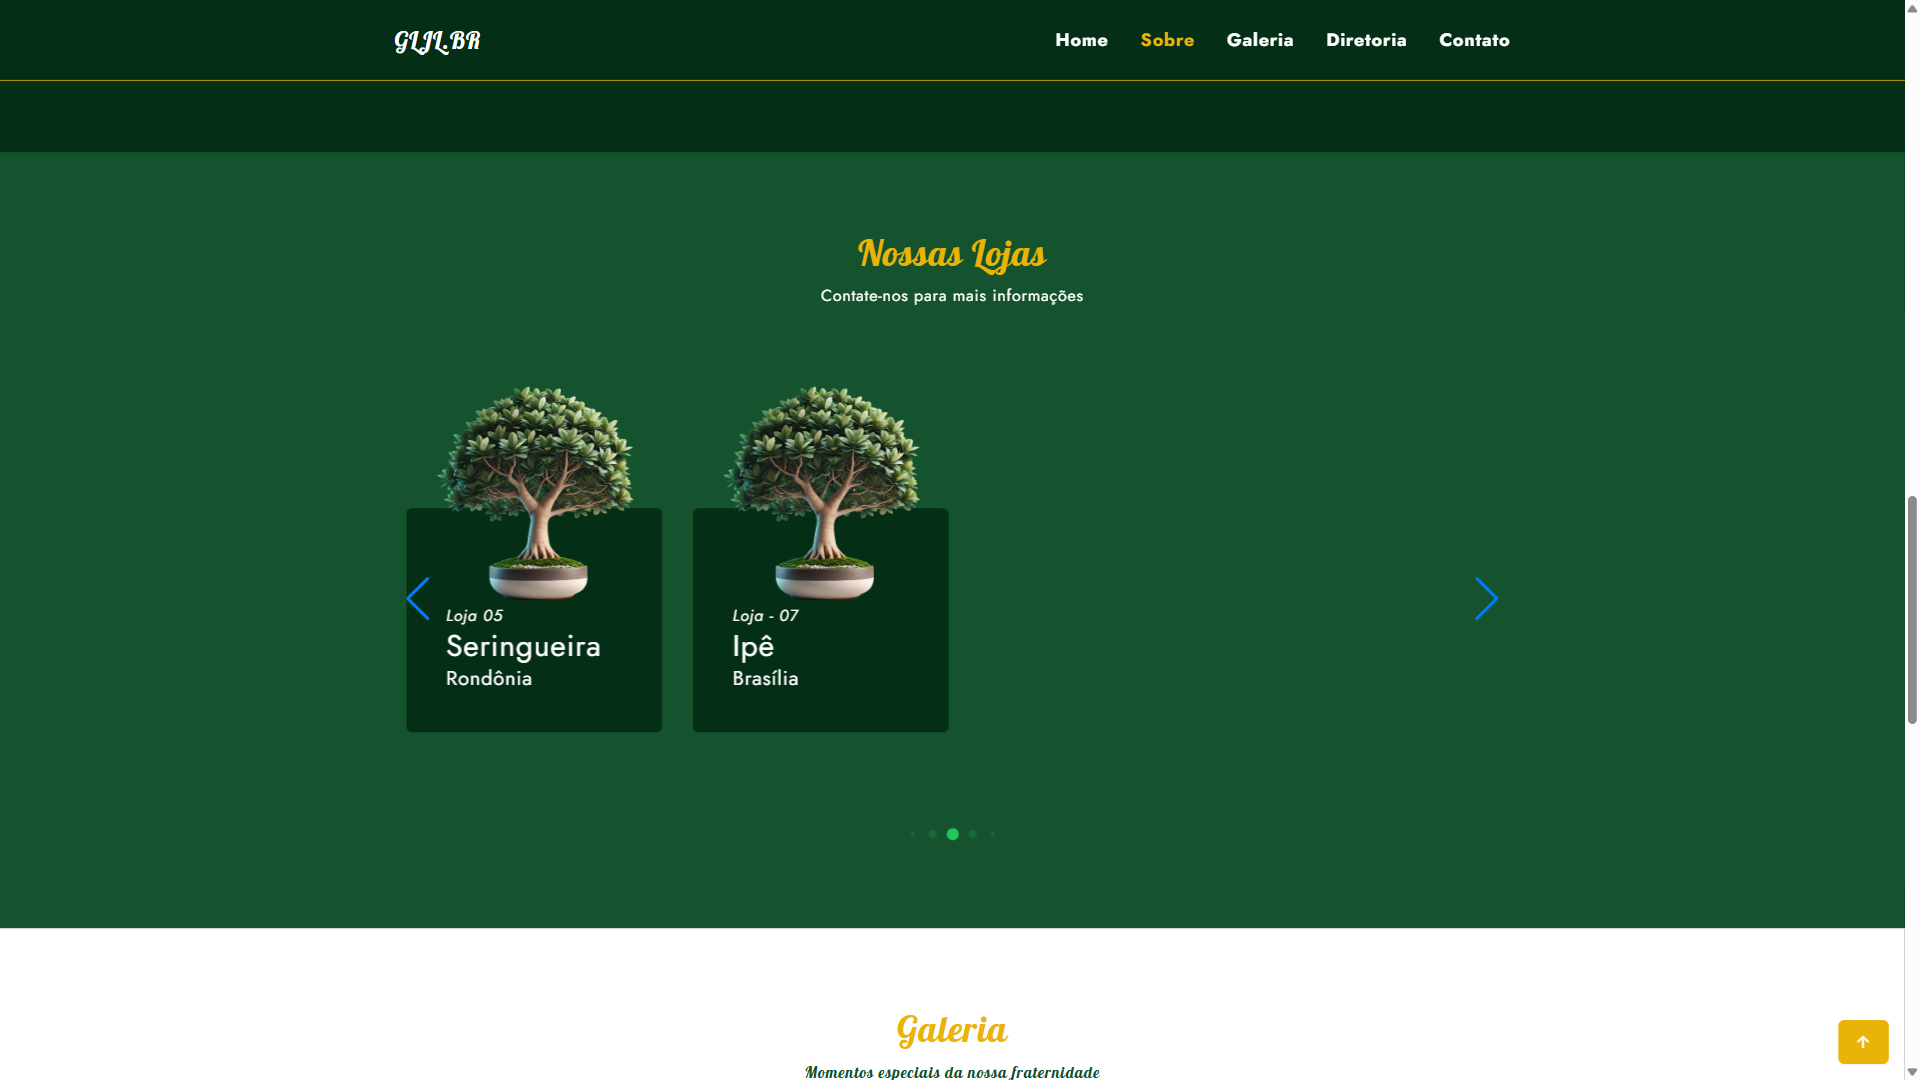 GLJL.BR
Home Sobre Galeria Diretoria Contato
Nossas Lojas
Contate-nos para mais informações
Loja 05
Seringueira
Rondônia
Loja - 07
Ipê
Brasília
Galeria
Momentos especiais da nossa fraternidade